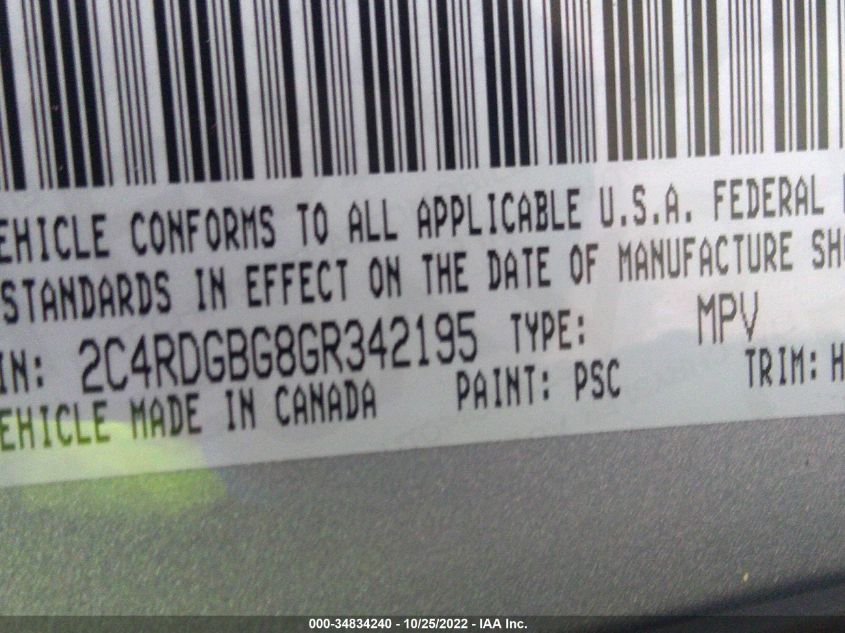 EHICLE CONFORMS TO ALL APPLICABLE U.S.A. FEDERAL
STANDARDS IN EFFECT ON THE DATE OF MANUFACTURE SH
IN: 2C4RDGBG8GR342195 TYPE: MPV
EHICLE MADE IN CANADA PAINT: PSC TRIM: H
000-34834240 - 10/25/2022 - IAA Inc.